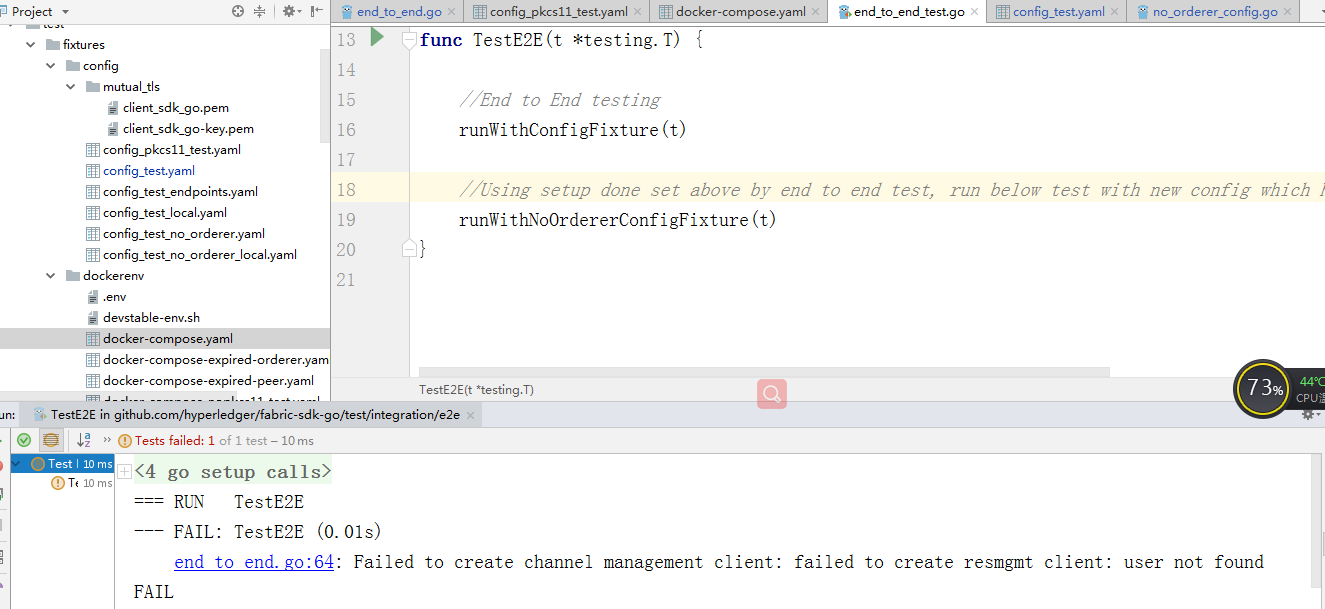 Project
end_to_end.go
config_pkcs11_test.yaml
docker-compose.yaml
end_to_end_test.go
config_test.yaml
no_orderer_config.go
fixtures
config
mutual_tls
client_sdk_go.pem
client_sdk_go-key.pem
config_pkcs11_test.yaml
config_test.yaml
config_test_endpoints.yaml
config_test_local.yaml
config_test_no_orderer.yaml
config_test_no_orderer_local.yaml
dockerenv
.env
devstable-env.sh
docker-compose.yaml
docker-compose-expired-orderer.yam
docker-compose-expired-peer.yaml
13 func TestE2E(t *testing.T) {
14
15 //End to End testing
16 runWithConfigFixture(t)
17
18 //Using setup done set above by end to end test, run below test with new config which
19 runWithNoOrdererConfigFixture(t)
20 }
21
TestE2E(t *testing.T)
73%
44℃
CPU温
un: TestE2E in github.com/hyperledger/fabric-sdk-go/test/integration/e2e
Tests failed: 1 of 1 test – 10 ms
Test 10 ms
10 ms
<4 go setup calls>
=== RUN TestE2E
--- FAIL: TestE2E (0.01s)
end_to_end.go:64: Failed to create channel management client: failed to create resmgmt client: user not found
FAIL